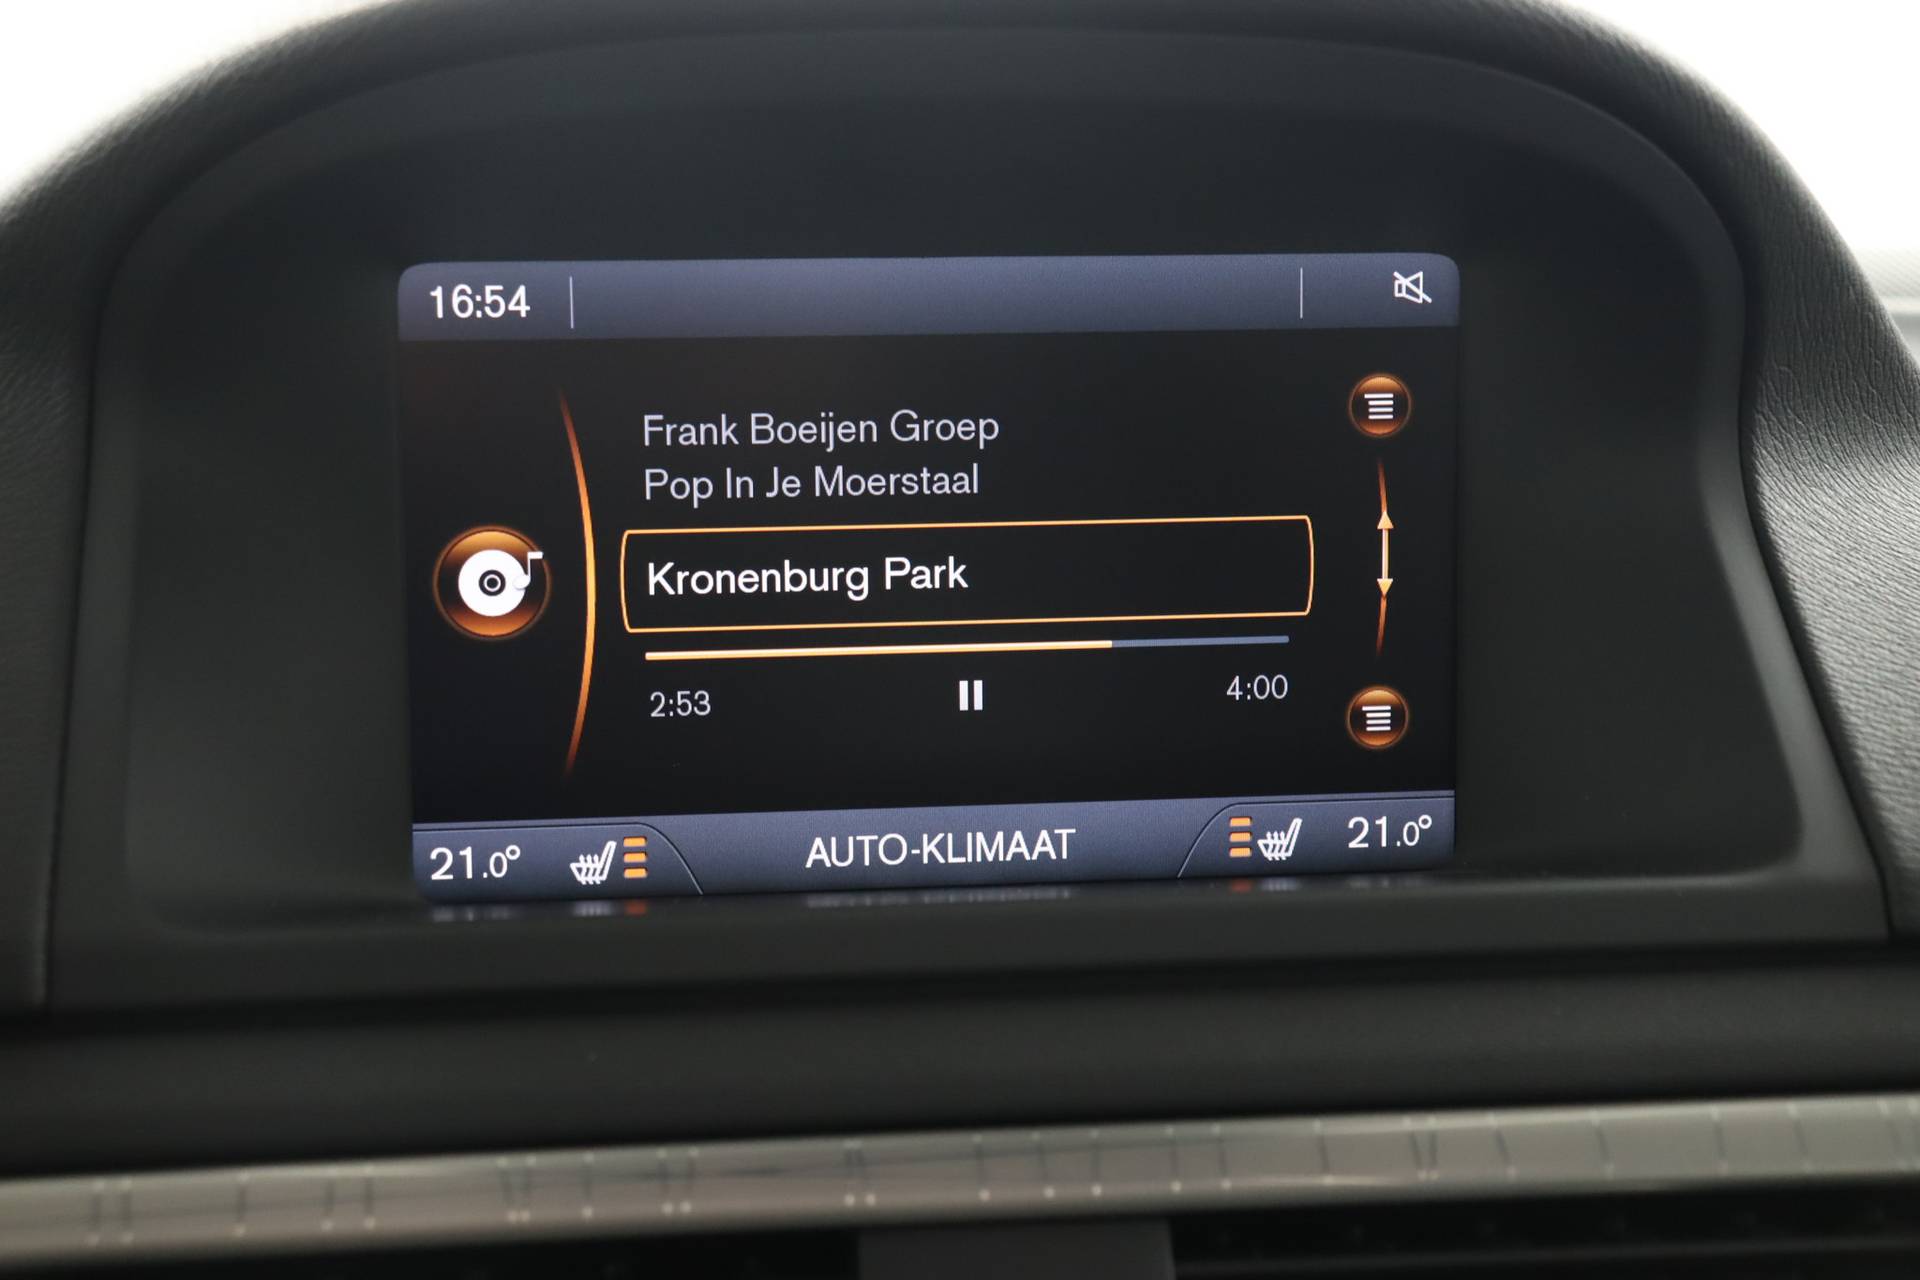 16:54
Frank Boeijen Groep
Pop In Je Moerstaal
Kronenburg Park
2:53 4:00
21.0° AUTO-KLIMAAT 21.0°